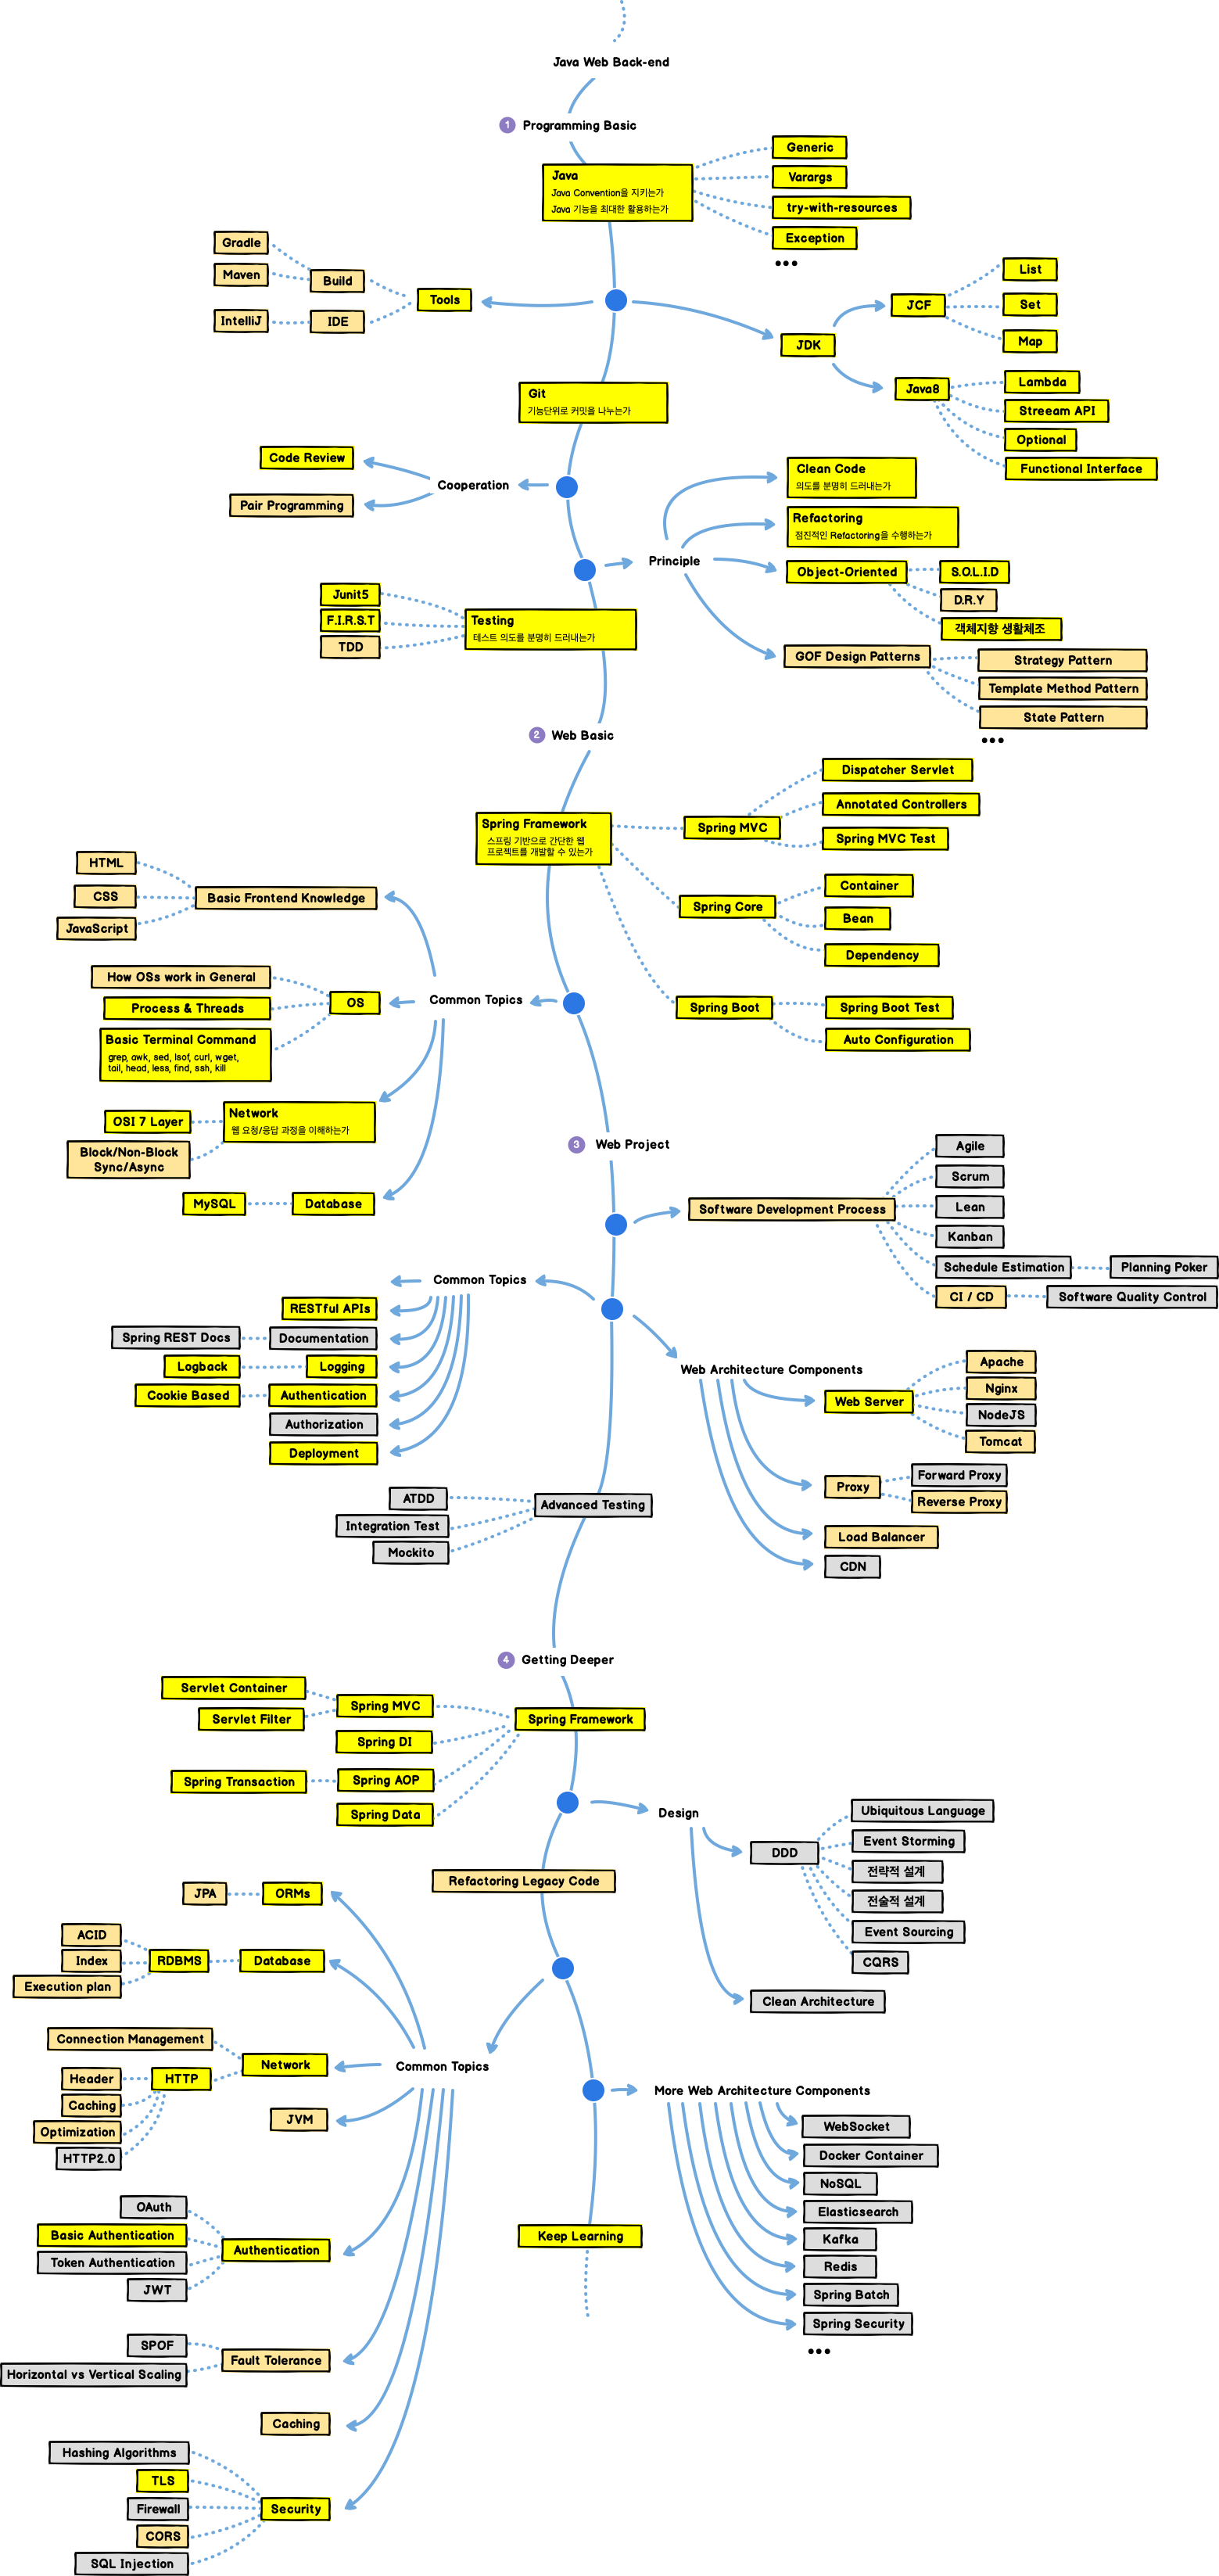 Java Web Back-end
1 Programming Basic
Java
Java Convention을 지키는가
Java 기능을 최대한 활용하는가
Generic
Varargs
try-with-resources
Exception
•••
Gradle
Maven
Build
IntelliJ
IDE
Tools
JDK
JCF
List
Set
Map
Java8
Lambda
Streeam API
Optional
Functional Interface
Git
기능단위로 커밋을 나누는가
Code Review
Pair Programming
Cooperation
Principle
Clean Code
의도를 분명히 드러내는가
Refactoring
점진적인 Refactoring을 수행하는가
Object-Oriented
S.O.L.I.D
D.R.Y
객체지향 생활체조
GOF Design Patterns
Strategy Pattern
Template Method Pattern
State Pattern
•••
Junit5
F.I.R.S.T
TDD
Testing
테스트 의도를 분명히 드러내는가
2 Web Basic
Spring Framework
스프링 기반으로 간단한 웹
프로젝트를 개발할 수 있는가
Spring MVC
Dispatcher Servlet
Annotated Controllers
Spring MVC Test
Spring Core
Container
Bean
Dependency
Spring Boot
Spring Boot Test
Auto Configuration
HTML
CSS
JavaScript
Basic Frontend Knowledge
Common Topics
How OSs work in General
Process & Threads
Basic Terminal Command
grep, awk, sed, lsof, curl, wget,
tail, head, less, find, ssh, kill
OS
OSI 7 Layer
Block/Non-Block
Sync/Async
Network
웹 요청/응답 과정을 이해하는가
MySQL
Database
3 Web Project
Software Development Process
Agile
Scrum
Lean
Kanban
Schedule Estimation
Planning Poker
CI / CD
Software Quality Control
Common Topics
RESTful APIs
Spring REST Docs
Documentation
Logback
Logging
Cookie Based
Authentication
Authorization
Deployment
Web Architecture Components
Web Server
Apache
Nginx
NodeJS
Tomcat
Proxy
Forward Proxy
Reverse Proxy
Load Balancer
CDN
ATDD
Integration Test
Mockito
Advanced Testing
4 Getting Deeper
Servlet Container
Servlet Filter
Spring MVC
Spring DI
Spring Transaction
Spring AOP
Spring Data
Spring Framework
Design
DDD
Ubiquitous Language
Event Storming
전략적 설계
전술적 설계
Event Sourcing
CQRS
Clean Architecture
Refactoring Legacy Code
JPA
ORMs
ACID
Index
Execution plan
RDBMS
Database
Common Topics
Connection Management
Network
Header
Caching
Optimization
HTTP2.0
HTTP
JVM
OAuth
Basic Authentication
Token Authentication
JWT
Authentication
SPOF
Horizontal vs Vertical Scaling
Fault Tolerance
Caching
Hashing Algorithms
TLS
Firewall
CORS
SQL Injection
Security
More Web Architecture Components
WebSocket
Docker Container
NoSQL
Elasticsearch
Kafka
Redis
Spring Batch
Spring Security
•••
Keep Learning